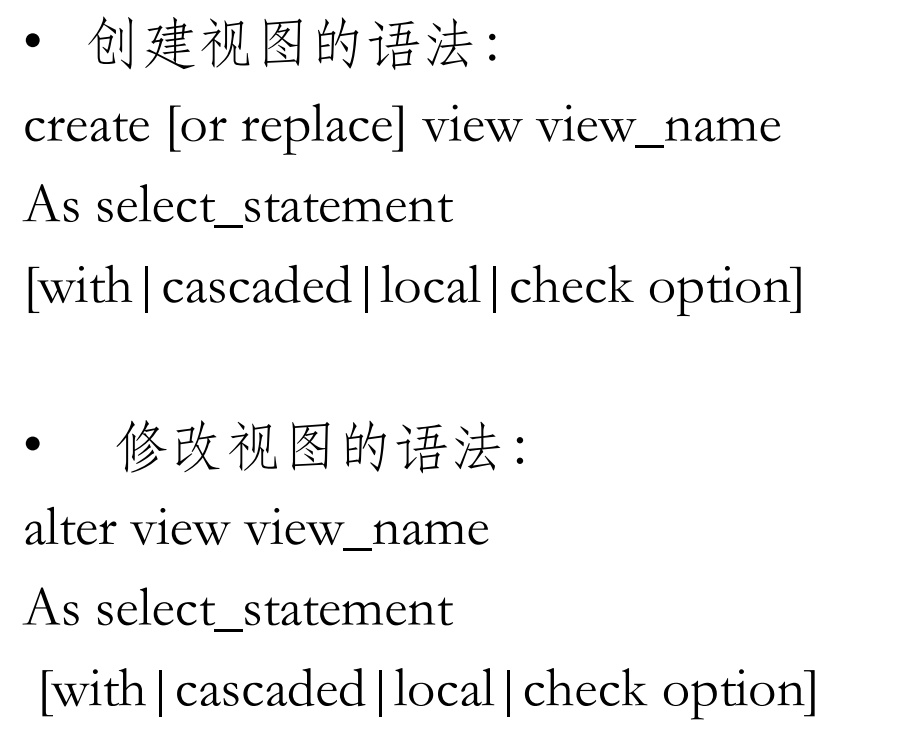 • 创建视图的语法：
create [or replace] view view_name
As select_statement
[with|cascaded|local|check option]
• 修改视图的语法：
alter view view_name
As select_statement
[with|cascaded|local|check option]